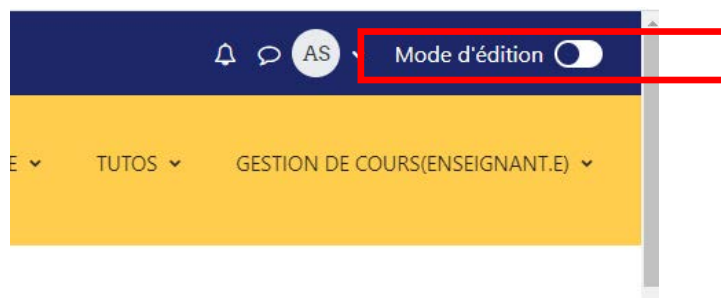 AS Mode d'édition
E TUTOS GESTION DE COURS(ENSEIGNANT.E)